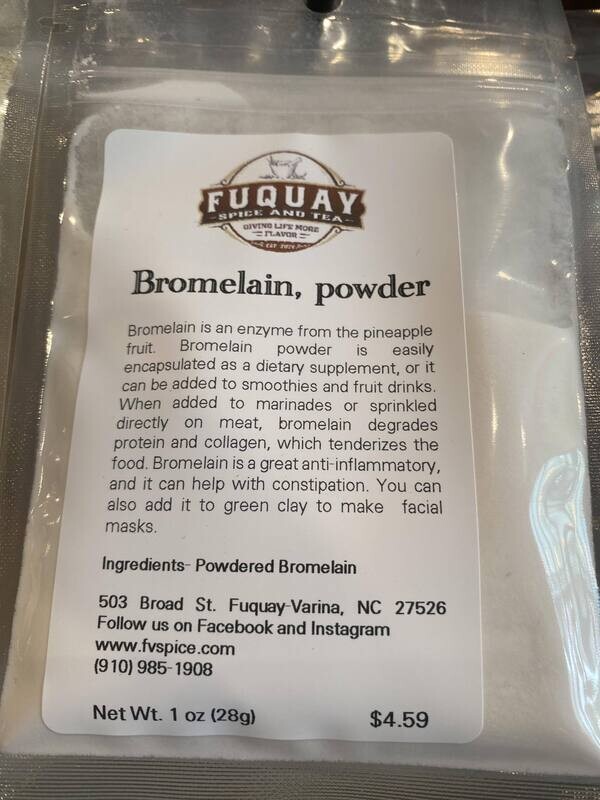 FUQUAY
SPICE AND TEA
GIVING LIFE MORE
FLAVOR
Bromelain, powder
Bromelain is an enzyme from the pineapple
fruit. Bromelain powder is easily
encapsulated as a dietary supplement, or it
can be added to smoothies and fruit drinks.
When added to marinades or sprinkled
directly on meat, bromelain degrades
protein and collagen, which tenderizes the
food. Bromelain is a great anti-inflammatory,
and it can help with constipation. You can
also add it to green clay to make facial
masks.
Ingredients- Powdered Bromelain
503 Broad St. Fuquay-Varina, NC 27526
Follow us on Facebook and Instagram
www.fvspice.com
(910) 985-1908
Net Wt. 1 oz (28g)
$4.59